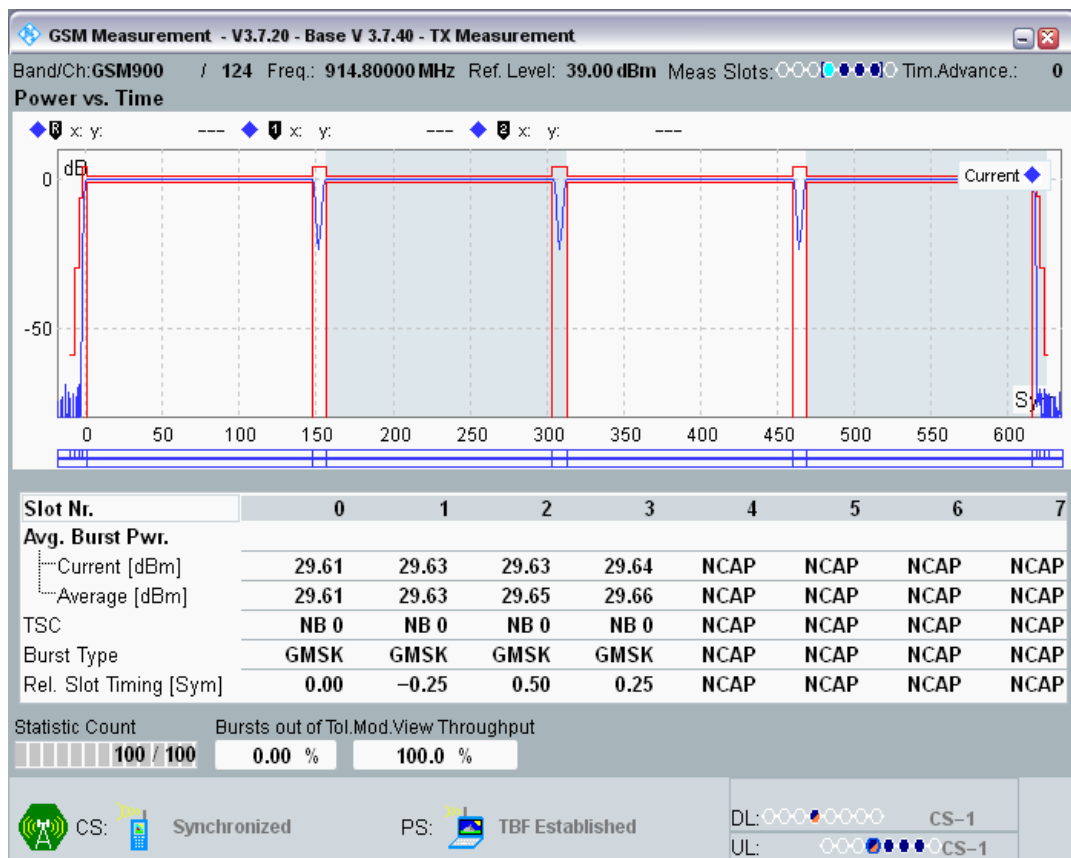 GSM Measurement - V3.7.20 - Base V 3.7.40 - TX Measurement
Band/Ch:GSM900 / 124 Freq.: 914.80000 MHz Ref. Level: 39.00 dBm Meas Slots: Tim.Advance.: 0
Power vs. Time
R x: y: --- 1 x: y: --- 2 x: y: ---
dB
0
Current
-50
0 50 100 150 200 250 300 350 400 450 500 550 600
Slot Nr. 0 1 2 3 4 5 6 7
Avg. Burst Pwr.
Current [dBm] 29.61 29.63 29.63 29.64 NCAP NCAP NCAP NCAP
Average [dBm] 29.61 29.63 29.65 29.66 NCAP NCAP NCAP NCAP
TSC NB 0 NB 0 NB 0 NB 0 NCAP NCAP NCAP NCAP
Burst Type GMSK GMSK GMSK GMSK NCAP NCAP NCAP NCAP
Rel. Slot Timing [Sym] 0.00 −0.25 0.50 0.25 NCAP NCAP NCAP NCAP
Statistic Count Bursts out of Tol.Mod.View Throughput
100 / 100 0.00 % 100.0 %
CS: Synchronized PS: TBF Established DL: CS−1
UL: CS−1